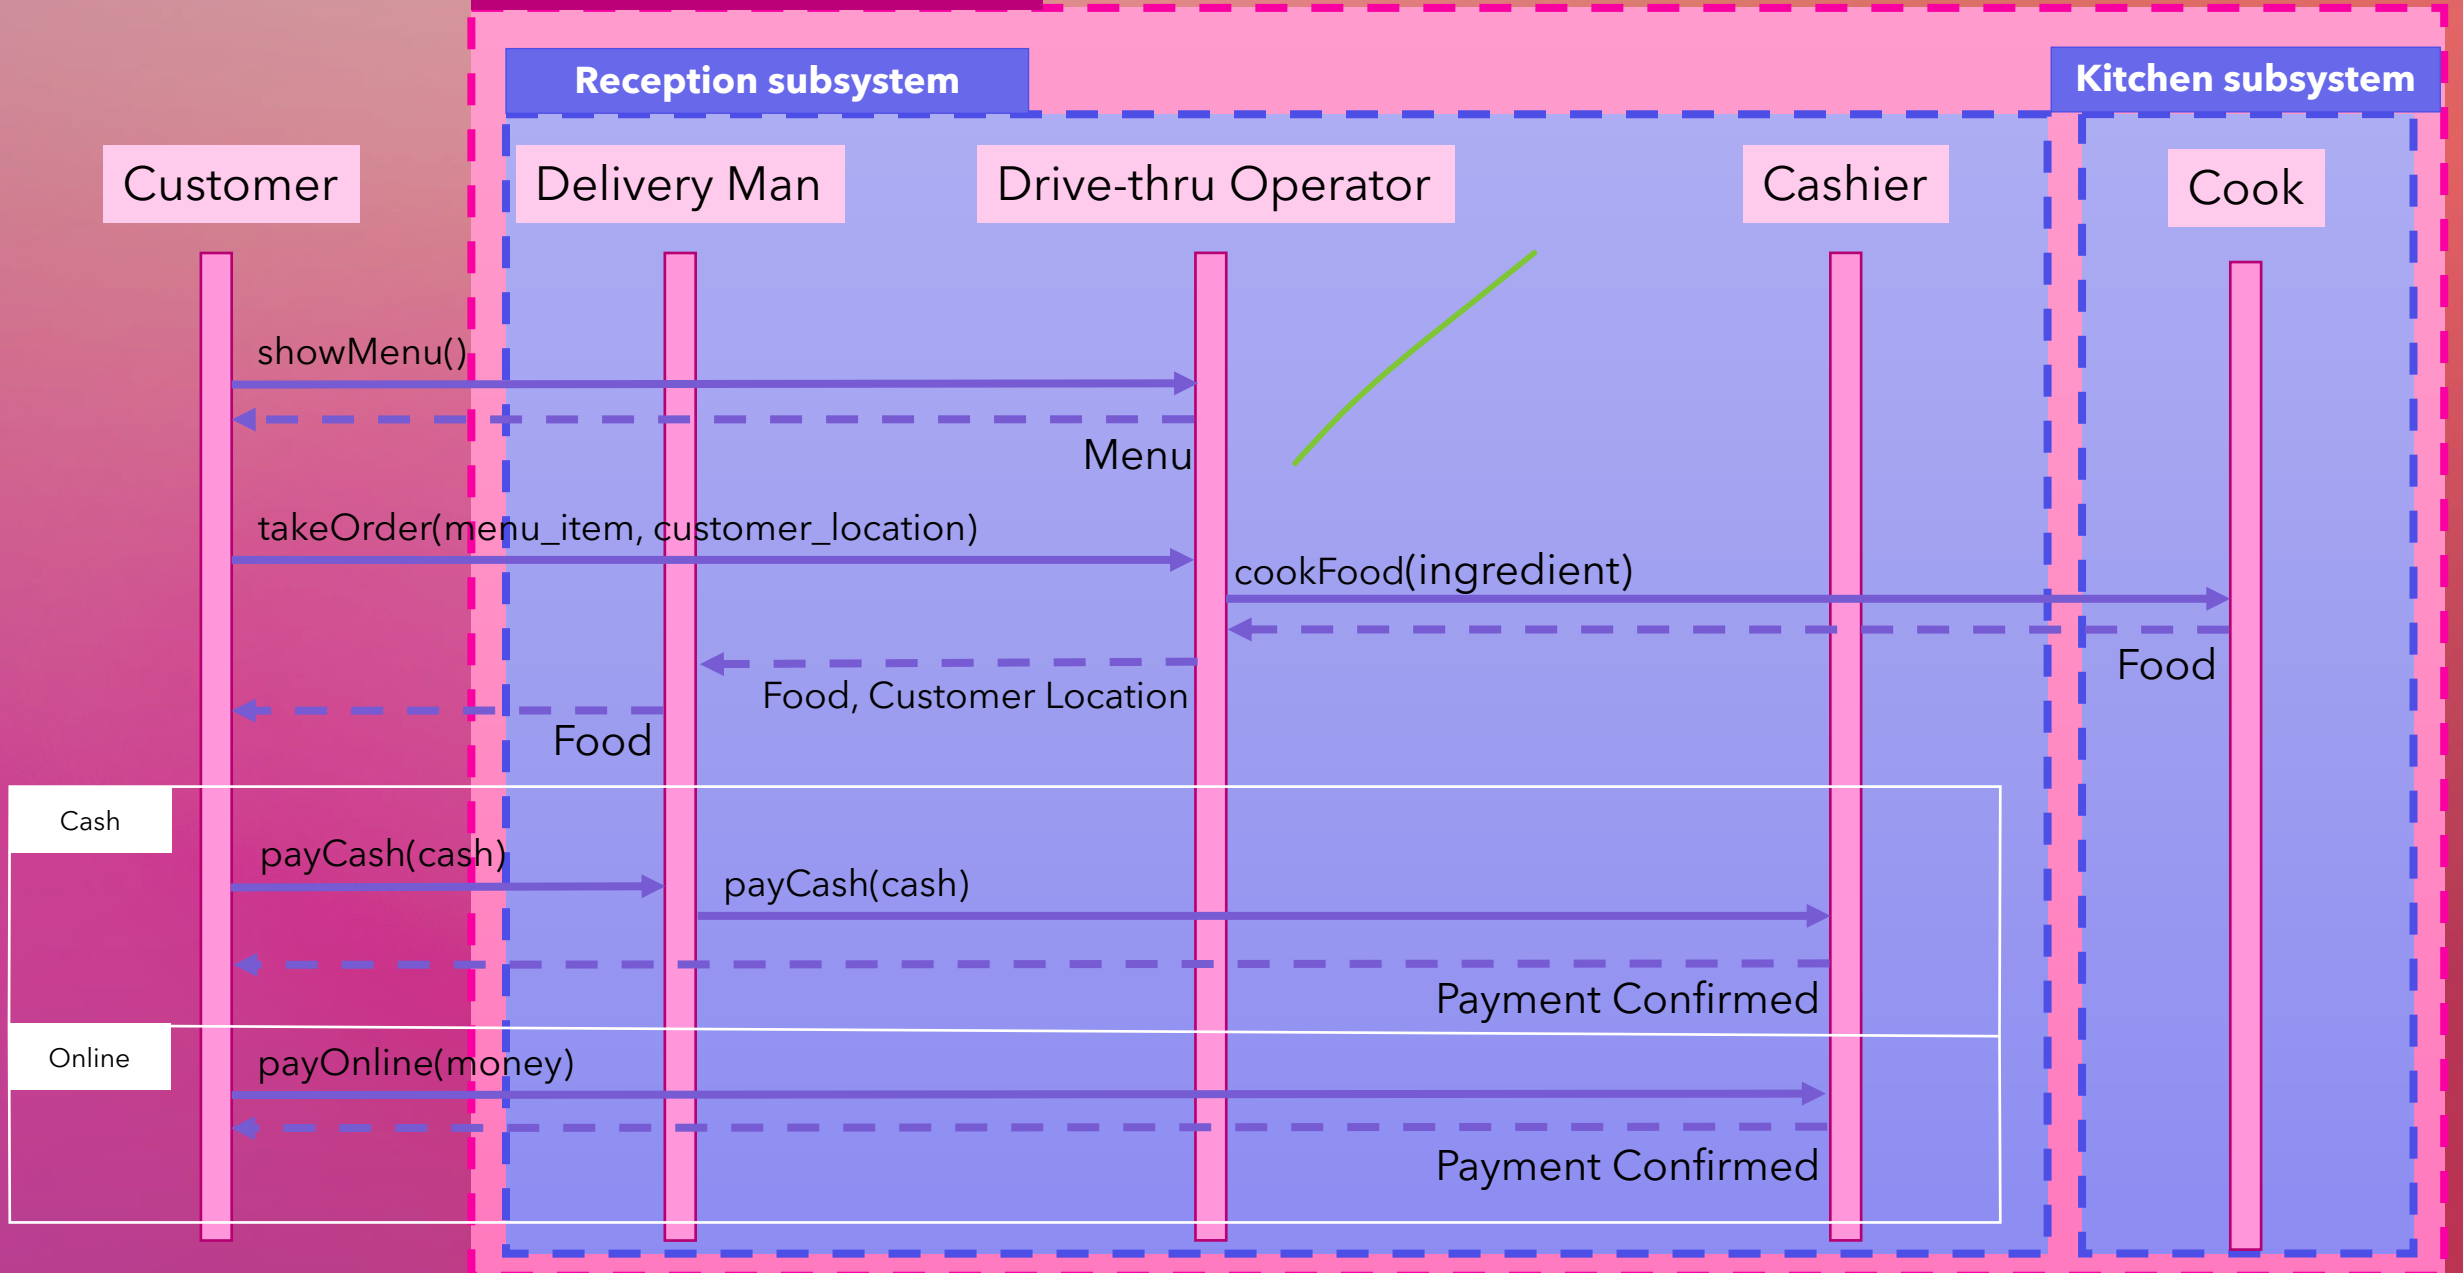 Reception subsystem
Kitchen subsystem
Customer
Delivery Man
Drive-thru Operator
Cashier
Cook
showMenu()
Menu
takeOrder(menu_item, customer_location)
cookFood(ingredient)
Food
Food, Customer Location
Food
Cash
payCash(cash)
payCash(cash)
Payment Confirmed
Online
payOnline(money)
Payment Confirmed